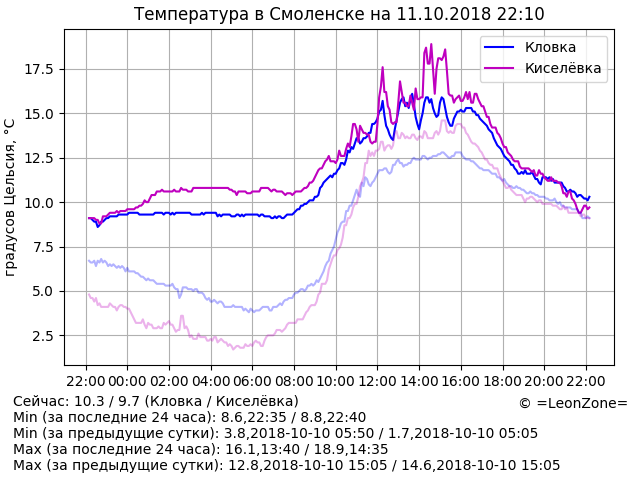 Температура в Смоленске на 11.10.2018 22:10
градусов Цельсия, °C
17.5
15.0
12.5
10.0
7.5
5.0
2.5
Кловка
Киселёвка
22:00 00:00 02:00 04:00 06:00 08:00 10:00 12:00 14:00 16:00 18:00 20:00 22:00
Сейчас: 10.3 / 9.7 (Кловка / Киселёвка)
© =LeonZone=
Min (за последние 24 часа): 8.6,22:35 / 8.8,22:40
Min (за предыдущие сутки): 3.8,2018-10-10 05:50 / 1.7,2018-10-10 05:05
Max (за последние 24 часа): 16.1,13:40 / 18.9,14:35
Max (за предыдущие сутки): 12.8,2018-10-10 15:05 / 14.6,2018-10-10 15:05